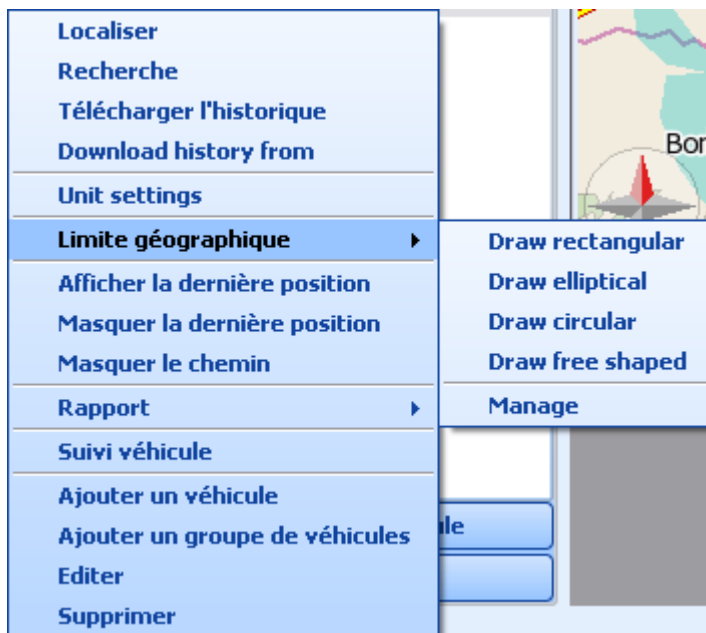 Localiser
Recherche
Télécharger l'historique
Download history from
Unit settings
Limite géographique
Afficher la dernière position
Masquer la dernière position
Masquer le chemin
Rapport
Suivi véhicule
Ajouter un véhicule
Ajouter un groupe de véhicules
Editer
Supprimer
Draw rectangular
Draw elliptical
Draw circular
Draw free shaped
Manage
Bor